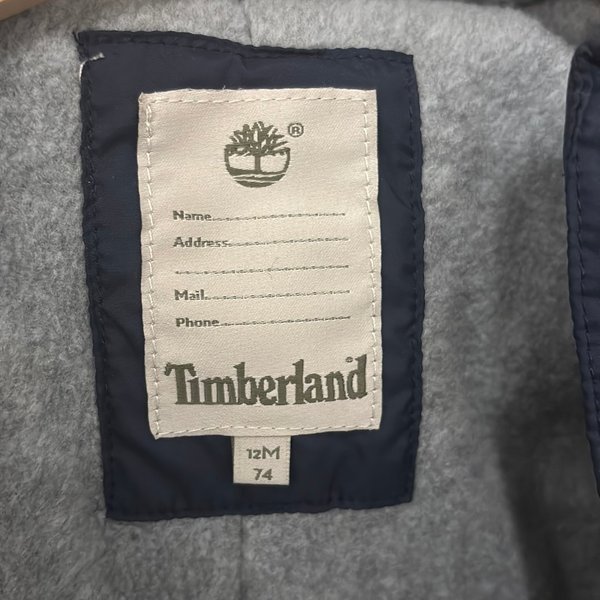 ®
Name
Address
Mail
Phone
Timberland
12M
74